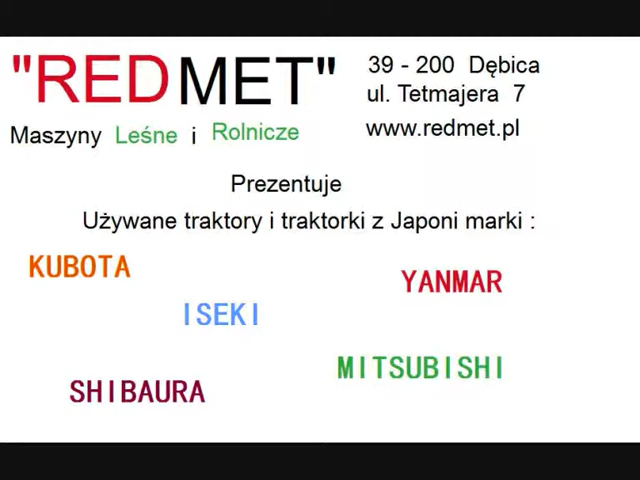 "REDMET"
Maszyny Leśne i Rolnicze
39 - 200 Dębica
ul. Tetmajera 7
www.redmet.pl
Prezentuje
Używane traktory i traktorki z Japoni marki :
KUBOTA
YANMAR
ISEKI
MITSUBISHI
SHIBAURA